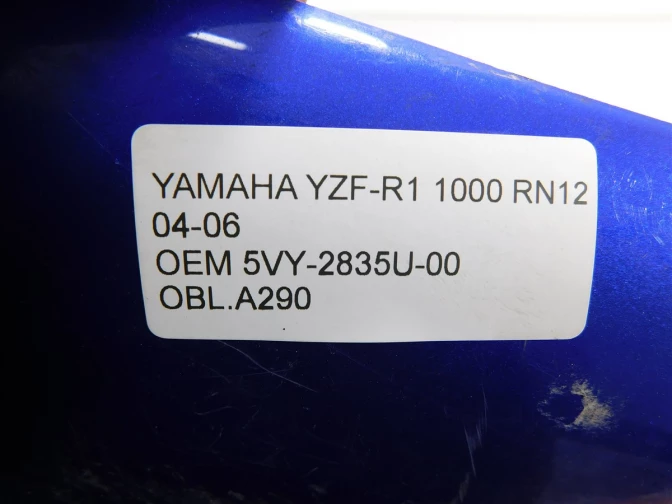 YAMAHA YZF-R1 1000 RN12
04-06
OEM 5VY-2835U-00
OBL.A290